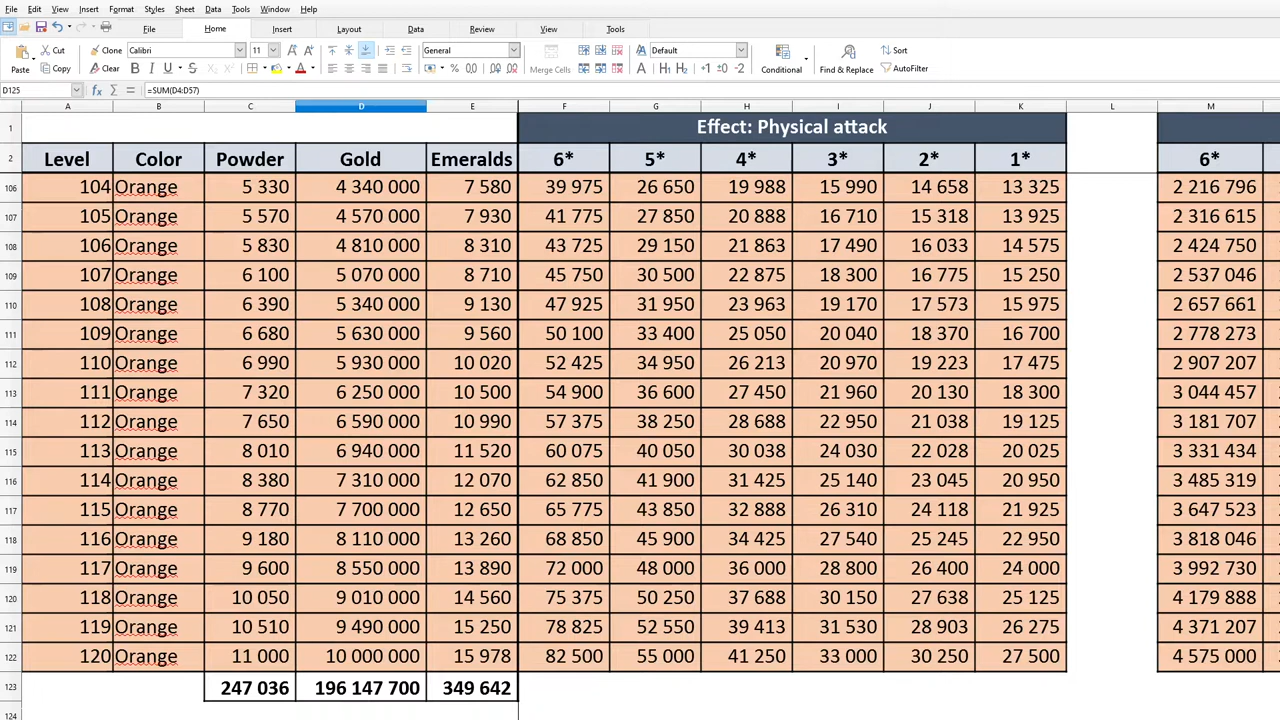 File Edit View Insert Format Styles Sheet Data Tools Window Help
File Home Insert Layout Data Review View Tools
Paste Cut Copy Clone Clear Calibri 11 General Merge Cells Default Conditional Find & Replace Sort AutoFilter
D125 =SUM(D4:D57)
A B C D E F G H I J K L M
1 Effect: Physical attack
2 Level Color Powder Gold Emeralds 6* 5* 4* 3* 2* 1* 6*
106 104 Orange 5 330 4 340 000 7 580 39 975 26 650 19 988 15 990 14 658 13 325 2 216 796
107 105 Orange 5 570 4 570 000 7 930 41 775 27 850 20 888 16 710 15 318 13 925 2 316 615
108 106 Orange 5 830 4 810 000 8 310 43 725 29 150 21 863 17 490 16 033 14 575 2 424 750
109 107 Orange 6 100 5 070 000 8 710 45 750 30 500 22 875 18 300 16 775 15 250 2 537 046
110 108 Orange 6 390 5 340 000 9 130 47 925 31 950 23 963 19 170 17 573 15 975 2 657 661
111 109 Orange 6 680 5 630 000 9 560 50 100 33 400 25 050 20 040 18 370 16 700 2 778 273
112 110 Orange 6 990 5 930 000 10 020 52 425 34 950 26 213 20 970 19 223 17 475 2 907 207
113 111 Orange 7 320 6 250 000 10 500 54 900 36 600 27 450 21 960 20 130 18 300 3 044 457
114 112 Orange 7 650 6 590 000 10 990 57 375 38 250 28 688 22 950 21 038 19 125 3 181 707
115 113 Orange 8 010 6 940 000 11 520 60 075 40 050 30 038 24 030 22 028 20 025 3 331 434
116 114 Orange 8 380 7 310 000 12 070 62 850 41 900 31 425 25 140 23 045 20 950 3 485 319
117 115 Orange 8 770 7 700 000 12 650 65 775 43 850 32 888 26 310 24 118 21 925 3 647 523
118 116 Orange 9 180 8 110 000 13 260 68 850 45 900 34 425 27 540 25 245 22 950 3 818 046
119 117 Orange 9 600 8 550 000 13 890 72 000 48 000 36 000 28 800 26 400 24 000 3 992 730
120 118 Orange 10 050 9 010 000 14 560 75 375 50 250 37 688 30 150 27 638 25 125 4 179 888
121 119 Orange 10 510 9 490 000 15 250 78 825 52 550 39 413 31 530 28 903 26 275 4 371 207
122 120 Orange 11 000 10 000 000 15 978 82 500 55 000 41 250 33 000 30 250 27 500 4 575 000
123 247 036 196 147 700 349 642
124